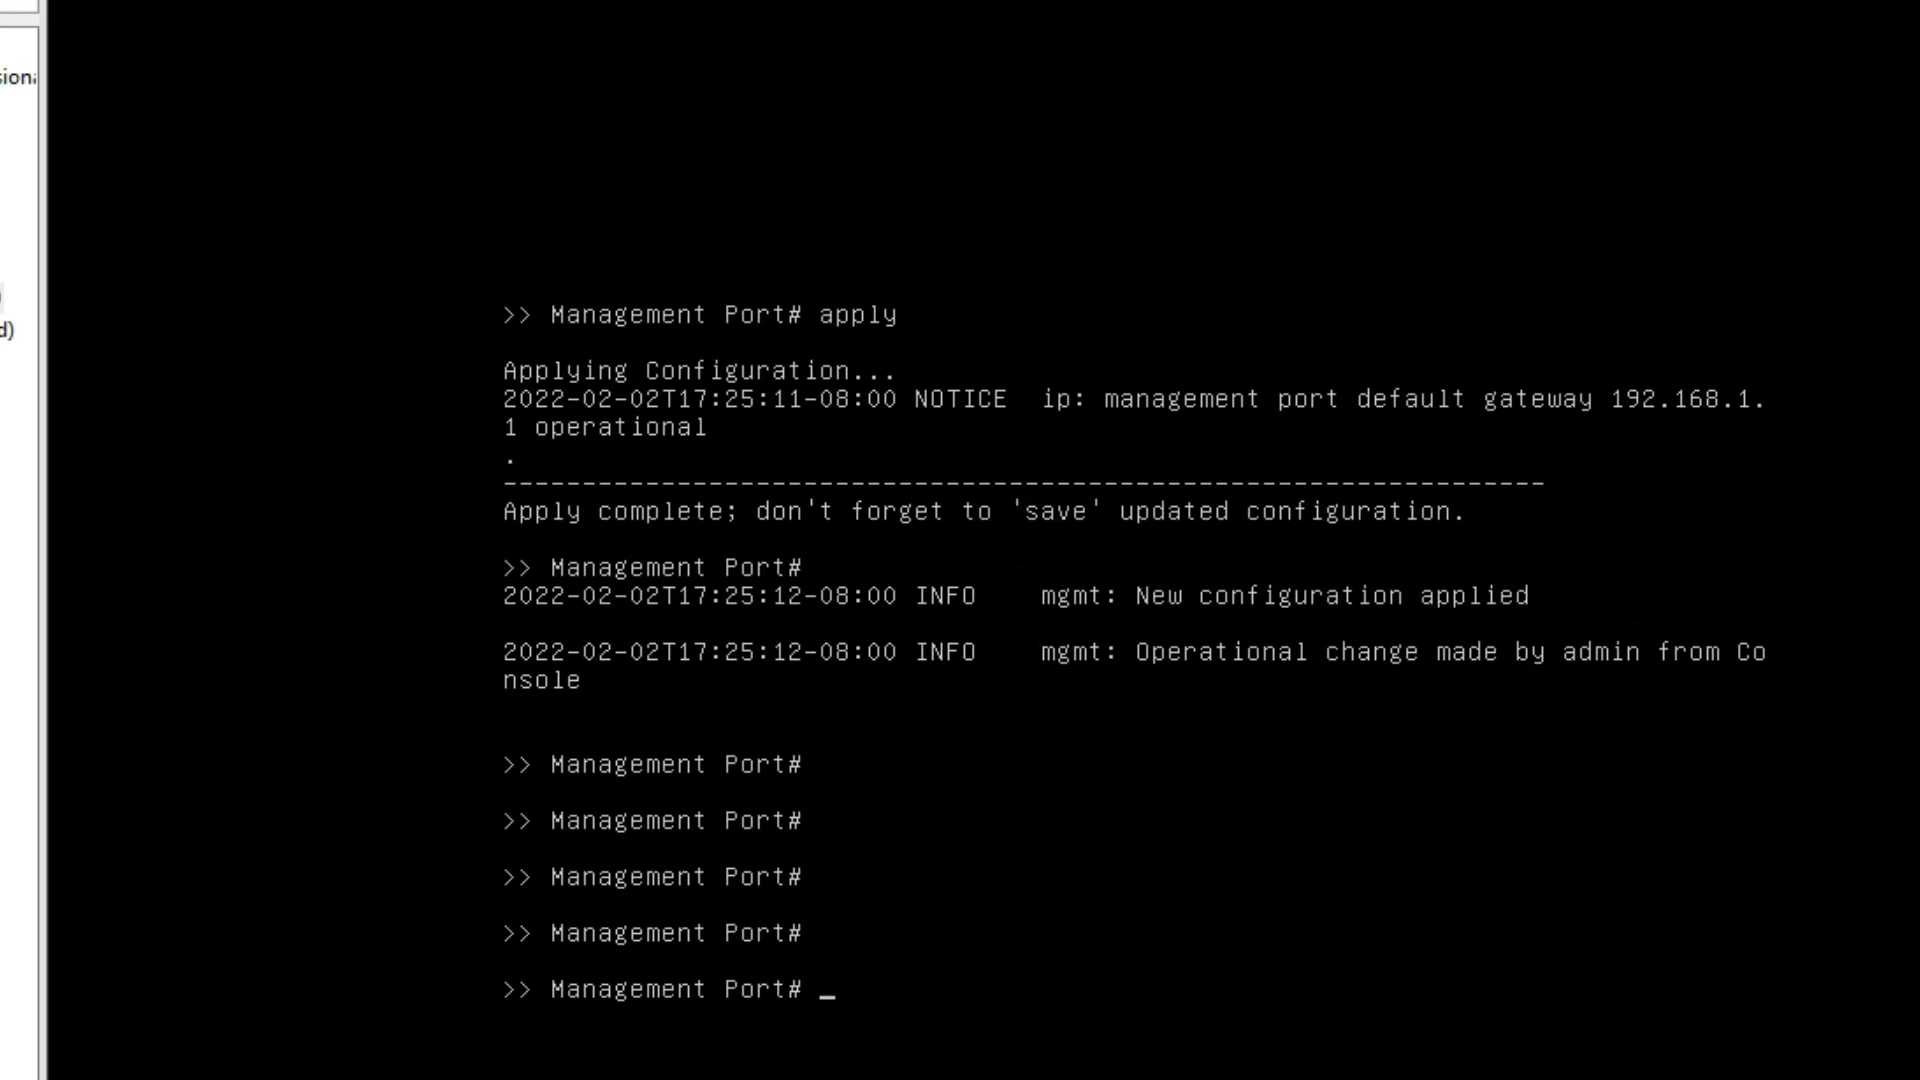 >> Management Port# apply
Applying Configuration...
2022-02-02T17:25:11-08:00 NOTICE  ip: management port default gateway 192.168.1.
1 operational
.
------------------------------------------------------------------
Apply complete; don't forget to 'save' updated configuration.
>> Management Port#
2022-02-02T17:25:12-08:00 INFO    mgmt: New configuration applied
2022-02-02T17:25:12-08:00 INFO    mgmt: Operational change made by admin from Co
nsole
>> Management Port#
>> Management Port#
>> Management Port#
>> Management Port#
>> Management Port# _
d)